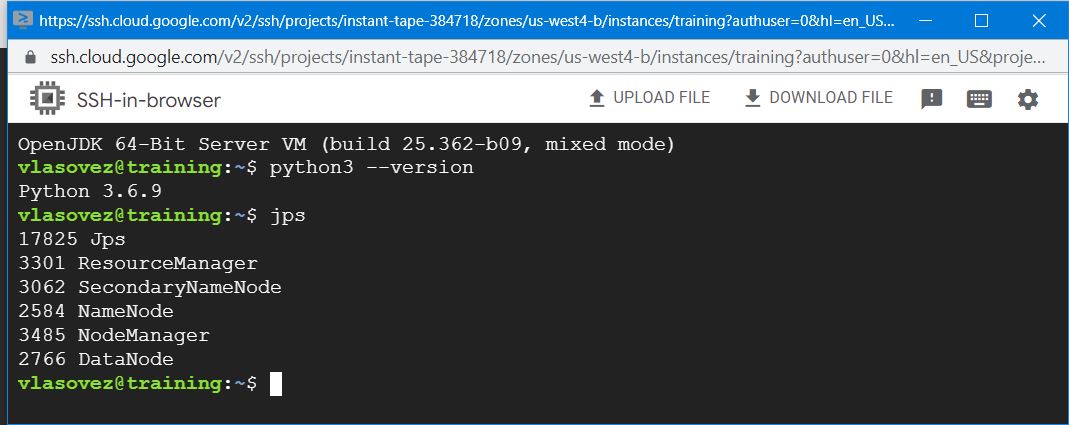 https://ssh.cloud.google.com/v2/ssh/projects/instant-tape-384718/zones/us-west4-b/instances/training?authuser=0&hl=en_US...
ssh.cloud.google.com/v2/ssh/projects/instant-tape-384718/zones/us-west4-b/instances/training?authuser=0&hl=en_US&proje...
SSH-in-browser UPLOAD FILE DOWNLOAD FILE
OpenJDK 64-Bit Server VM (build 25.362-b09, mixed mode)
vlasovez@training:~$ python3 --version
Python 3.6.9
vlasovez@training:~$ jps
17825 Jps
3301 ResourceManager
3062 SecondaryNameNode
2584 NameNode
3485 NodeManager
2766 DataNode
vlasovez@training:~$